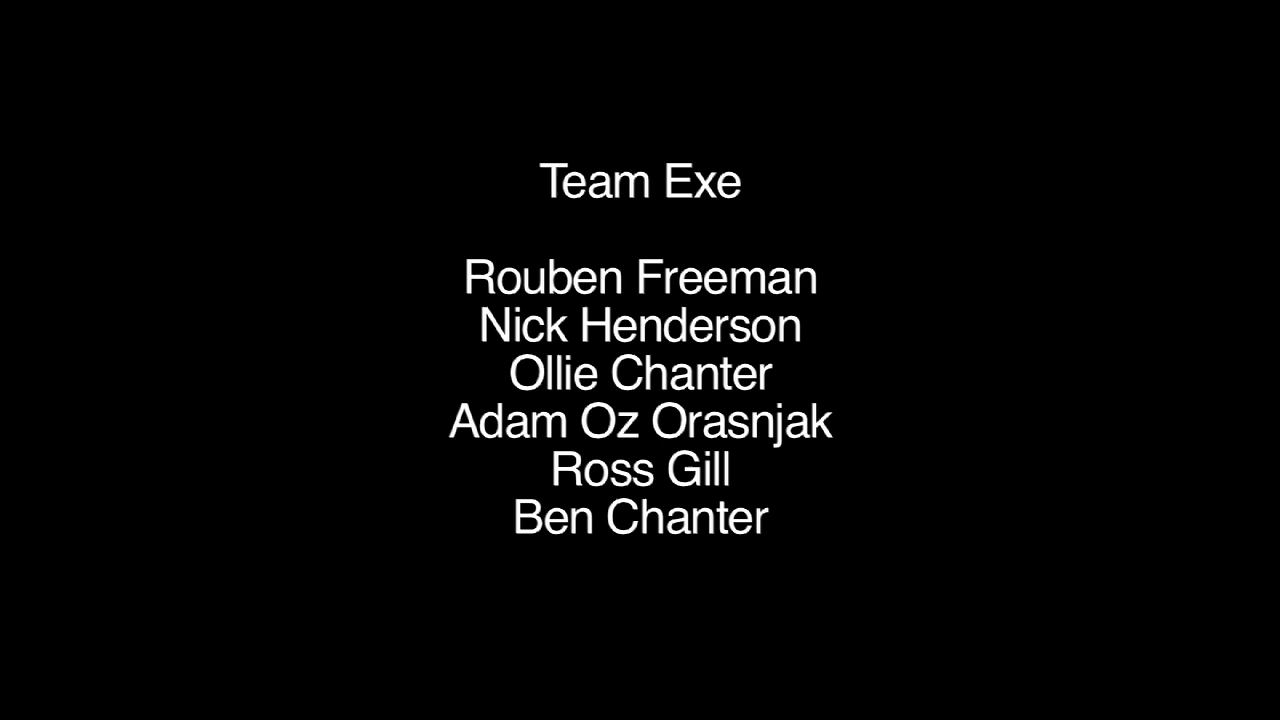 Team Exe
Rouben Freeman
Nick Henderson
Ollie Chanter
Adam Oz Orasnjak
Ross Gill
Ben Chanter